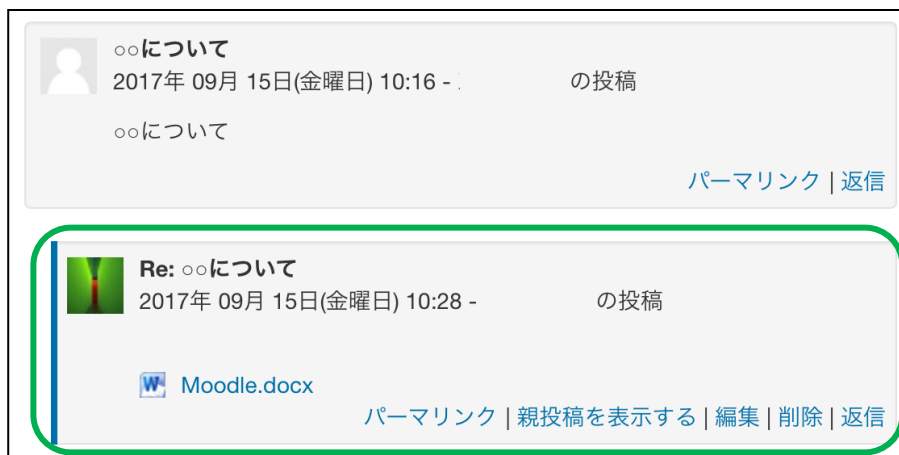 ○○について
2017年 09月 15日(金曜日) 10:16 - の投稿
○○について
パーマリンク | 返信
Re: ○○について
2017年 09月 15日(金曜日) 10:28 - の投稿
Moodle.docx
パーマリンク | 親投稿を表示する | 編集 | 削除 | 返信